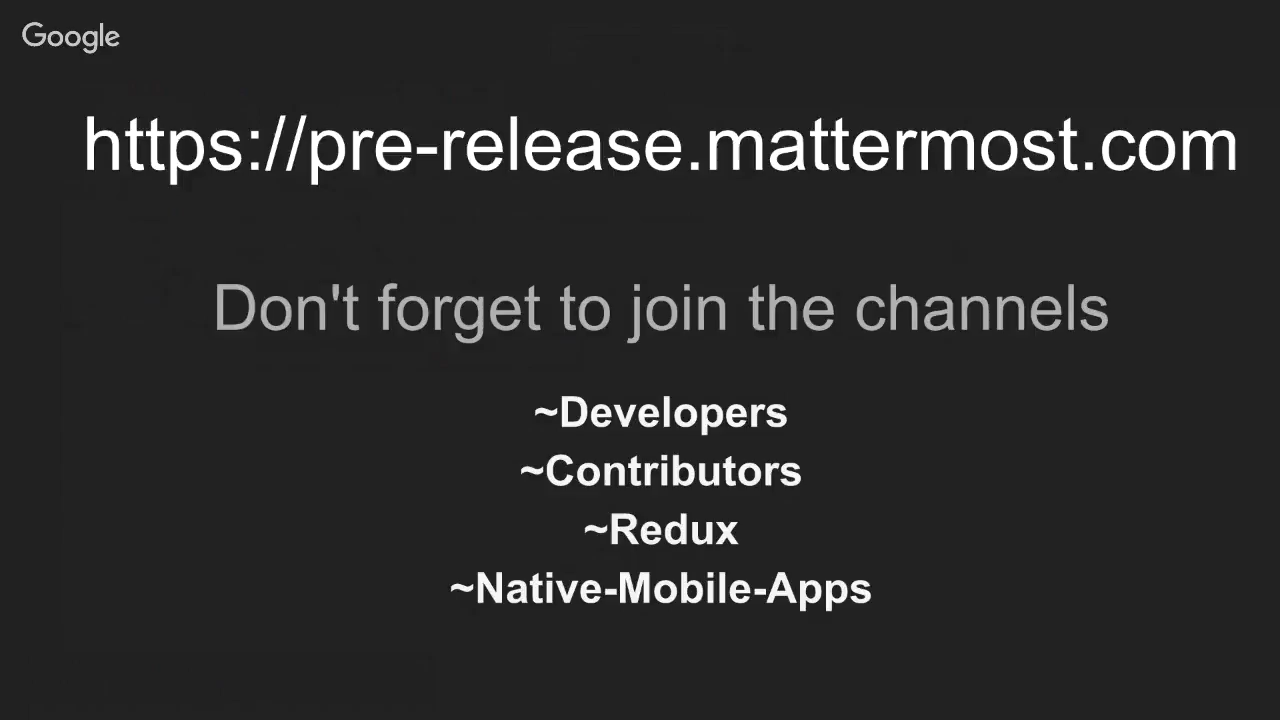 Google
https://pre-release.mattermost.com
Don't forget to join the channels
~Developers
~Contributors
~Redux
~Native-Mobile-Apps